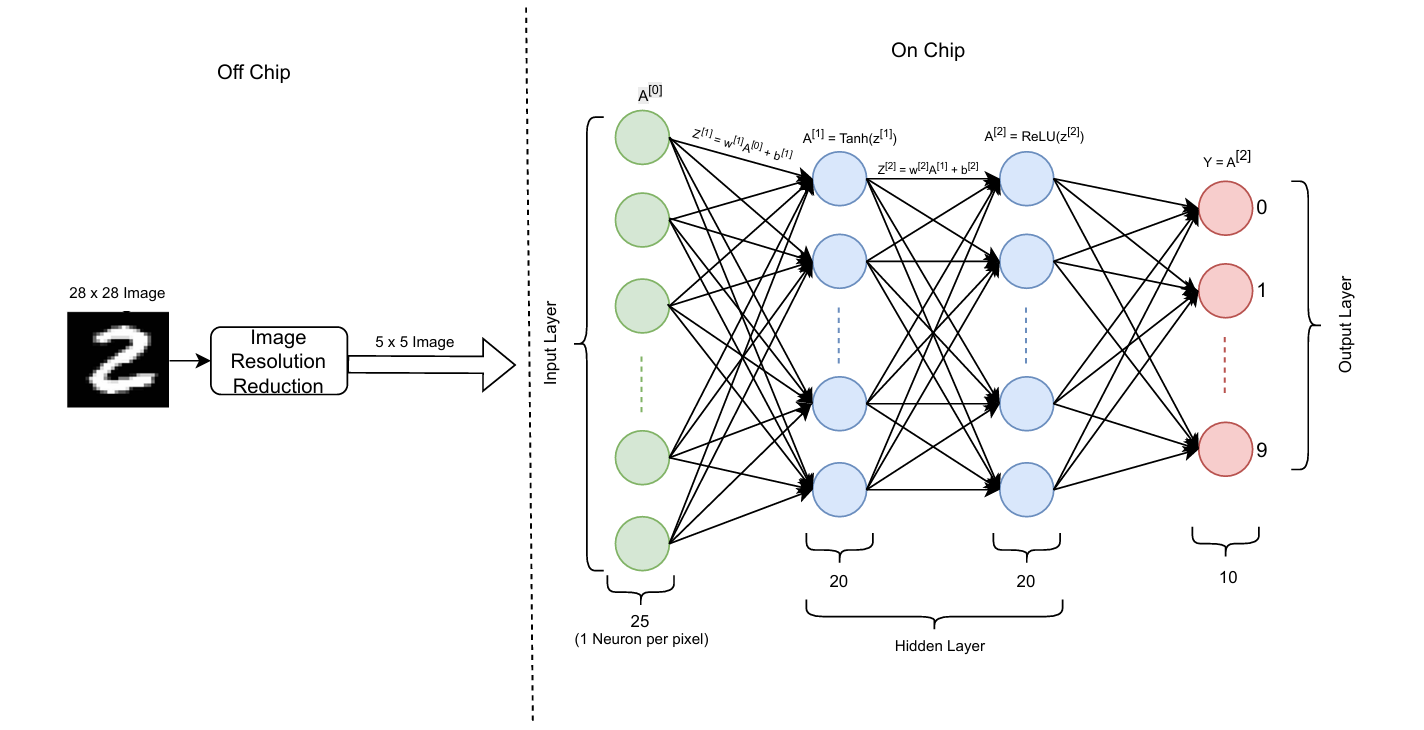 Off Chip
On Chip
28 x 28 Image
Image
Resolution
Reduction
5 x 5 Image
Input Layer
A[0]
Z[1] = w[1]A[0] + b[1]
A[1] = Tanh(z[1])
Z[2] = w[2]A[1] + b[2]
A[2] = ReLU(z[2])
Y = A[2]
0
1
9
Output Layer
25
(1 Neuron per pixel)
20
20
10
Hidden Layer